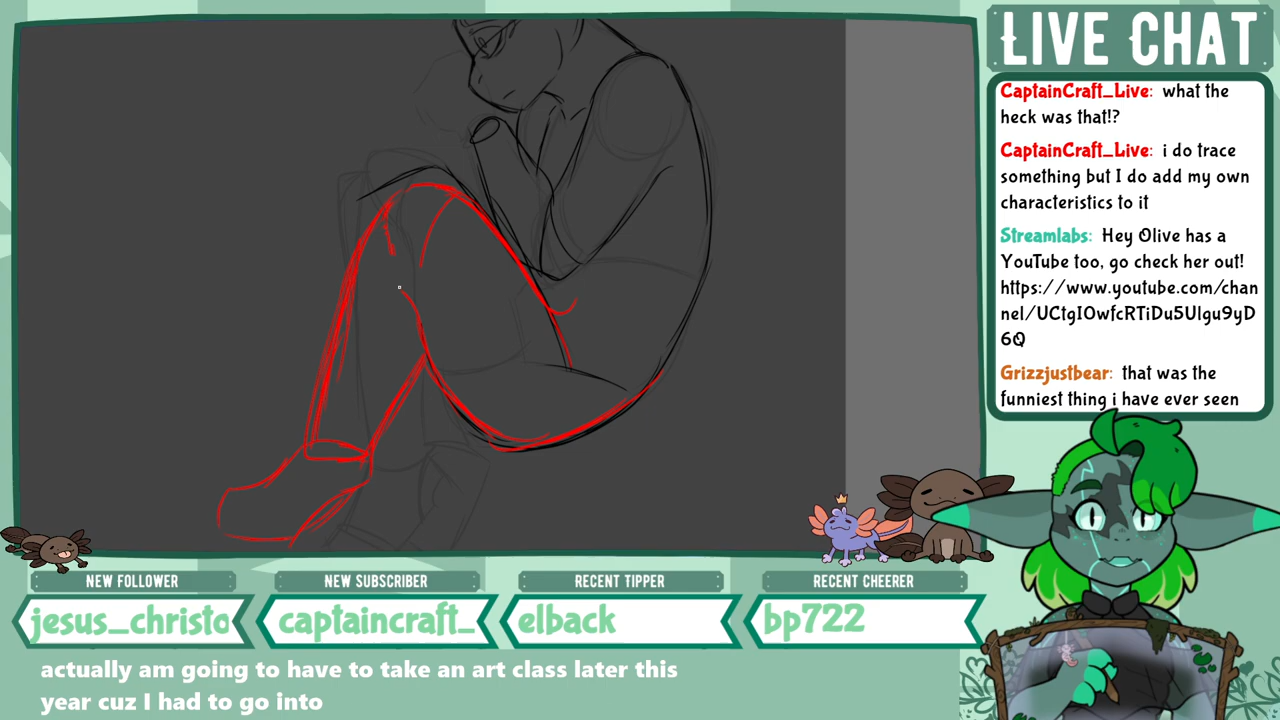 LIVE CHAT
CaptainCraft_Live: what the
heck was that!?
CaptainCraft_Live: i do trace
something but I do add my own
characteristics to it
Streamlabs: Hey Olive has a
YouTube too, go check her out!
https://www.youtube.com/chan
nel/UCtgIOwfcRTiDu5Ulgu9yD
6Q
Grizzjustbear: that was the
funniest thing i have ever seen
NEW FOLLOWER
NEW SUBSCRIBER
RECENT TIPPER
RECENT CHEERER
jesus_christo
captaincraft_
elback
bp722
actually am going to have to take an art class later this
year cuz I had to go into